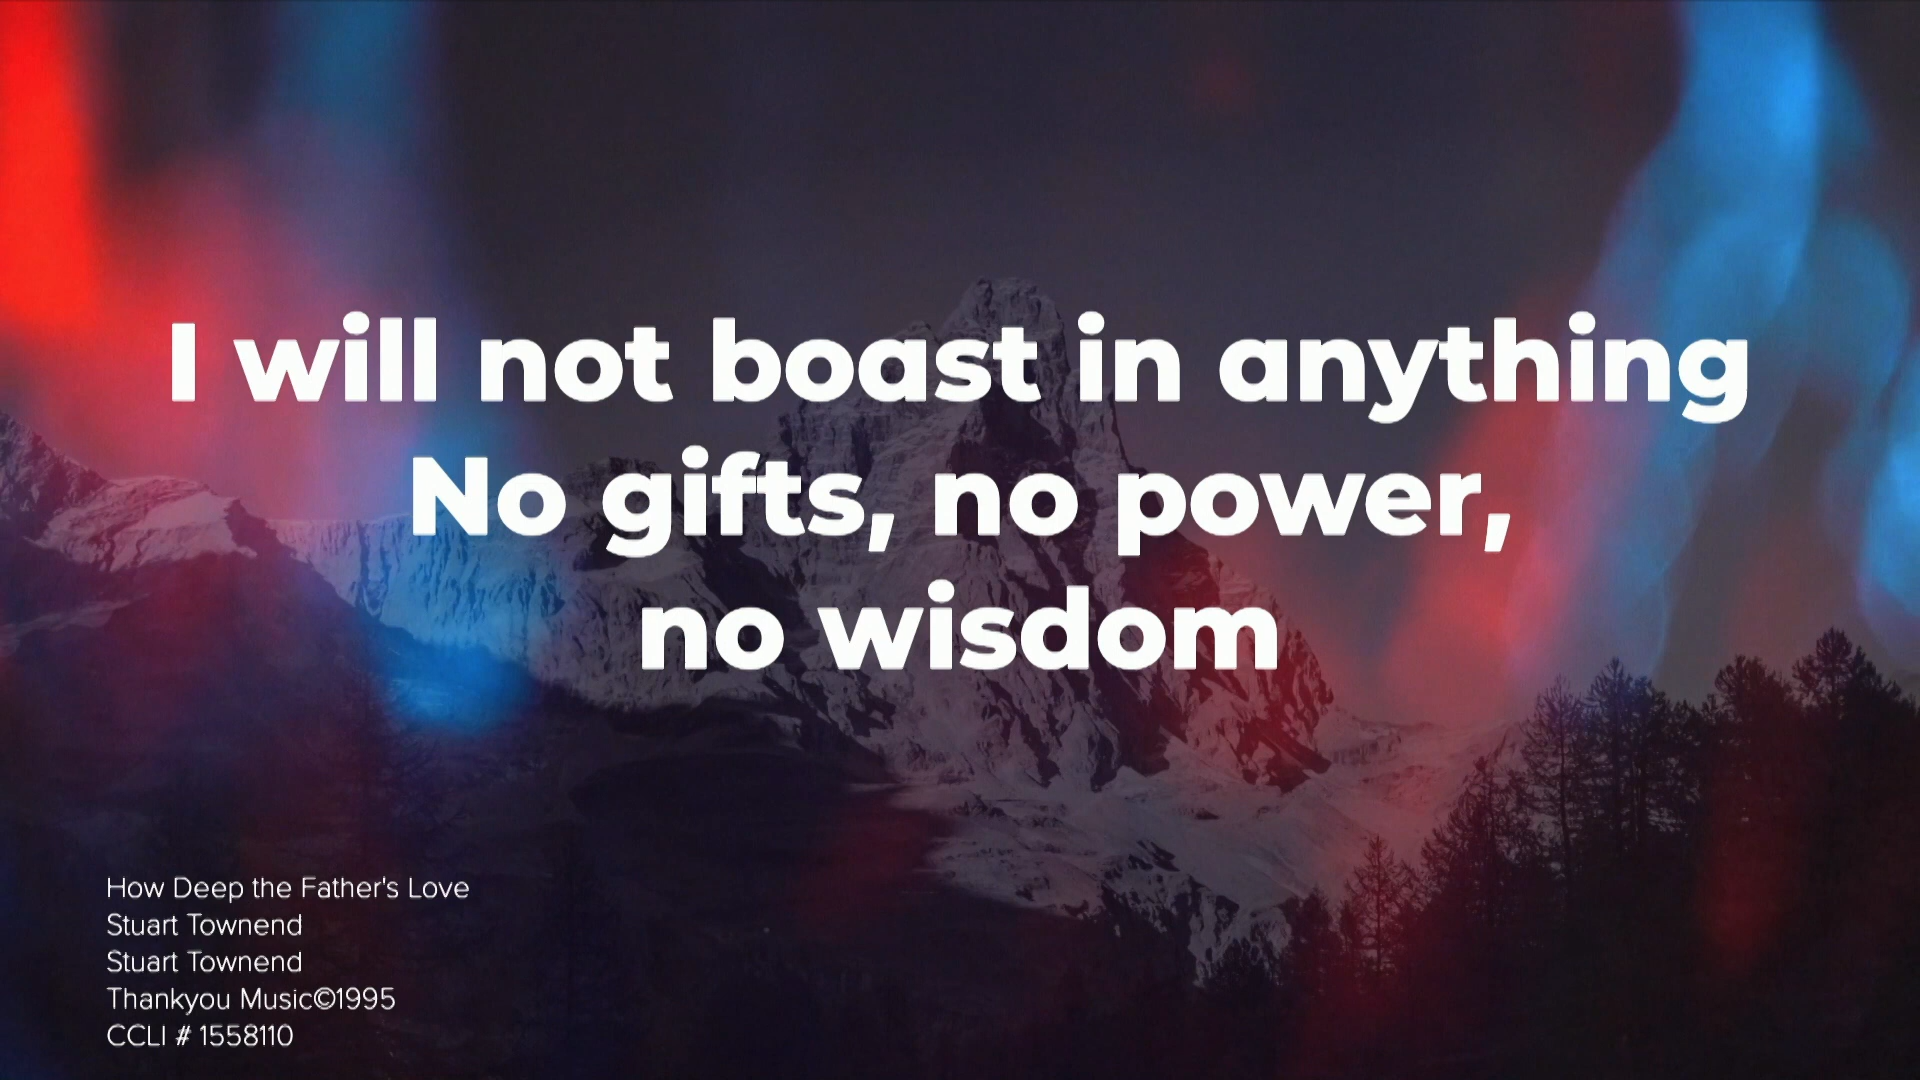 I will not boast in anything
No gifts, no power,
no wisdom
How Deep the Father's Love
Stuart Townend
Stuart Townend
Thankyou Music©1995
CCLI # 1558110